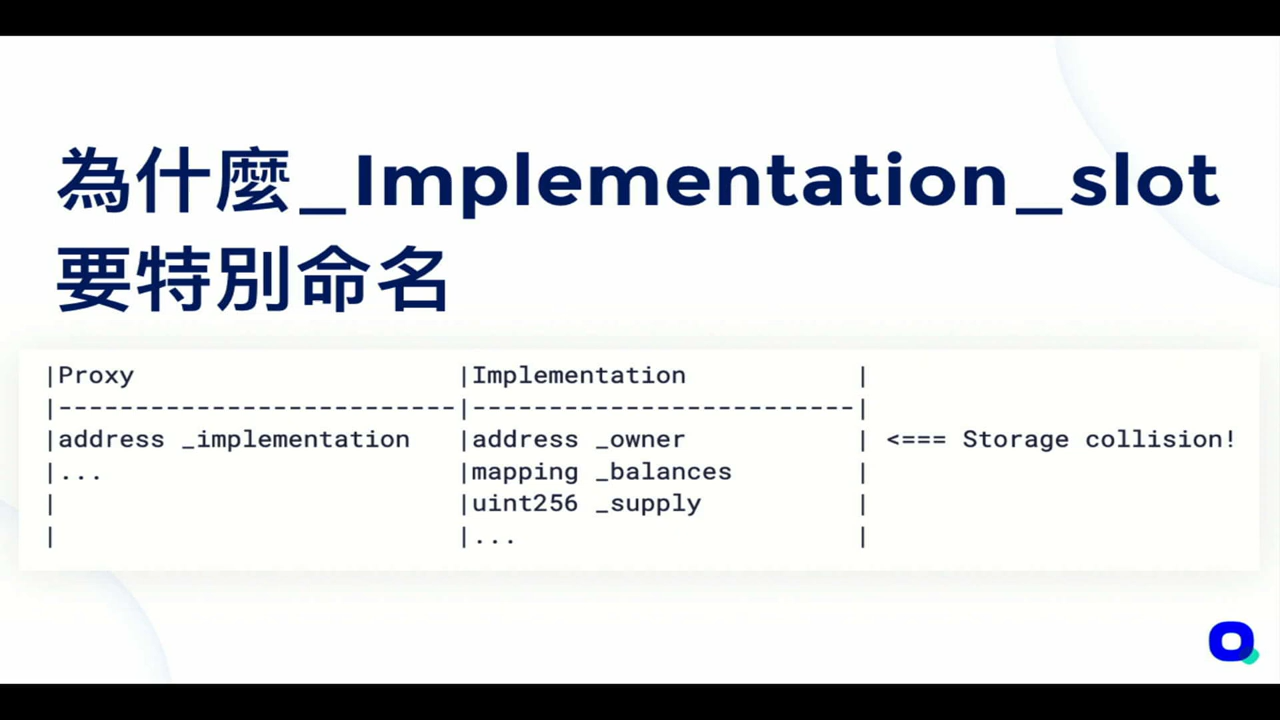 為什麼_Implementation_slot
要特別命名
|Proxy                     |Implementation           |
|--------------------------|-------------------------|
|address _implementation   |address _owner           | <=== Storage collision!
|...                       |mapping _balances        |
|                          |uint256 _supply          |
|                          |...                      |